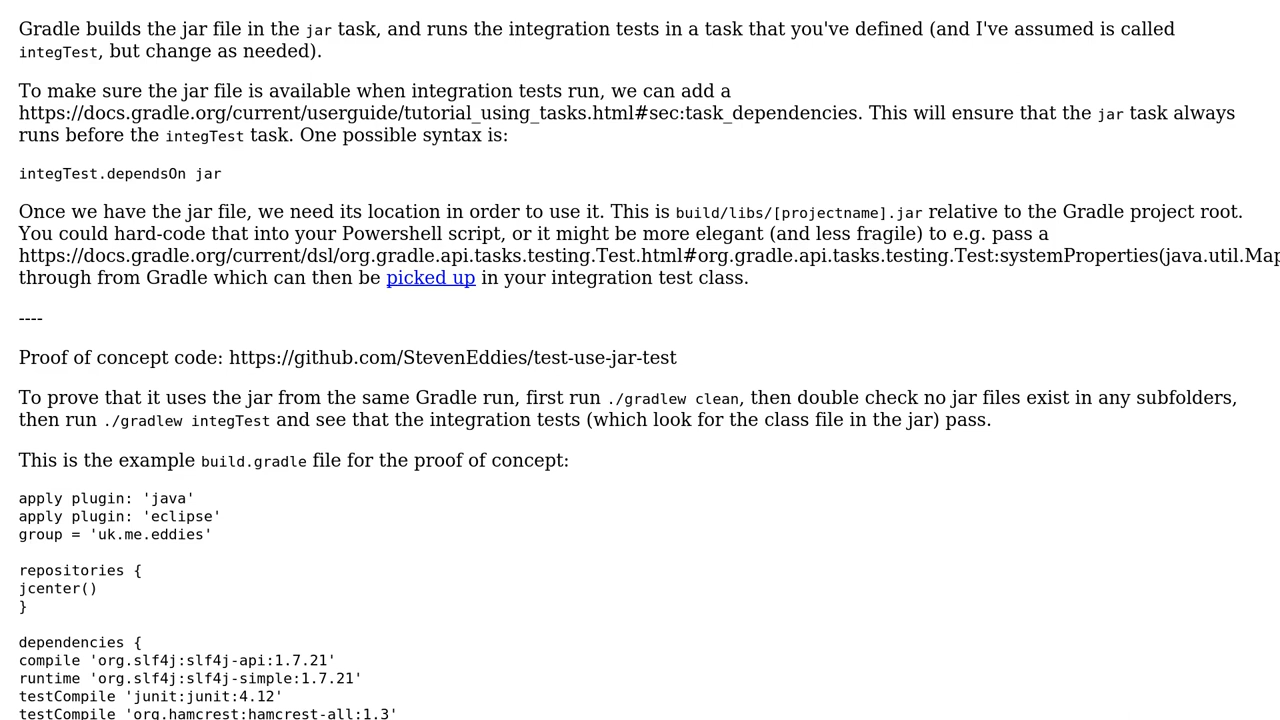 Gradle builds the jar file in the jar task, and runs the integration tests in a task that you've defined (and I've assumed is called
integTest, but change as needed).
To make sure the jar file is available when integration tests run, we can add a
https://docs.gradle.org/current/userguide/tutorial_using_tasks.html#sec:task_dependencies. This will ensure that the jar task always
runs before the integTest task. One possible syntax is:
integTest.dependsOn jar
Once we have the jar file, we need its location in order to use it. This is build/libs/[projectname].jar relative to the Gradle project root.
You could hard-code that into your Powershell script, or it might be more elegant (and less fragile) to e.g. pass a
https://docs.gradle.org/current/dsl/org.gradle.api.tasks.testing.Test.html#org.gradle.api.tasks.testing.Test:systemProperties(java.util.Map
through from Gradle which can then be picked up in your integration test class.
----
Proof of concept code: https://github.com/StevenEddies/test-use-jar-test
To prove that it uses the jar from the same Gradle run, first run ./gradlew clean, then double check no jar files exist in any subfolders,
then run ./gradlew integTest and see that the integration tests (which look for the class file in the jar) pass.
This is the example build.gradle file for the proof of concept:
apply plugin: 'java'
apply plugin: 'eclipse'
group = 'uk.me.eddies'
repositories {
jcenter()
}
dependencies {
compile 'org.slf4j:slf4j-api:1.7.21'
runtime 'org.slf4j:slf4j-simple:1.7.21'
testCompile 'junit:junit:4.12'
testCompile 'org.hamcrest:hamcrest-all:1.3'